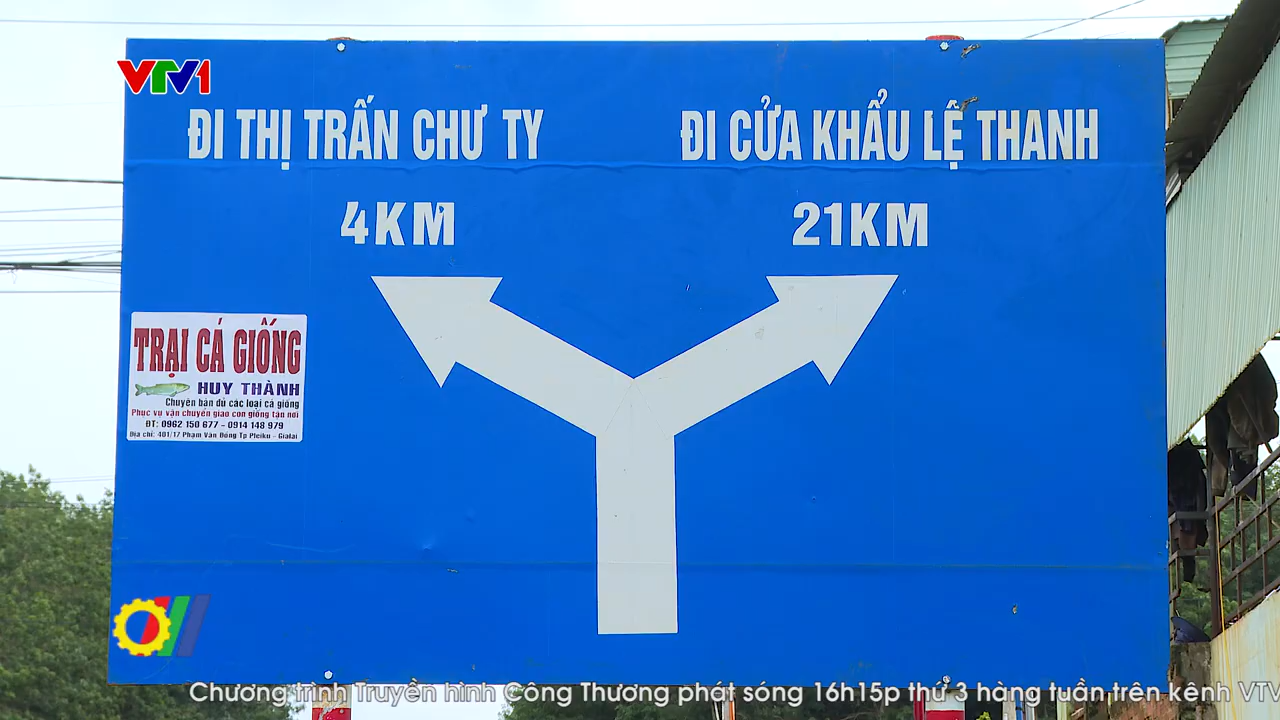 VTV1
ĐI THỊ TRẤN CHƯ TY
4KM
ĐI CỬA KHẨU LỆ THANH
21KM
TRẠI CÁ GIỐNG
HUY THÀNH
Chuyên bán đủ các loại cá giống
Phục vụ vận chuyển giao con giống tận nơi
ĐT: 0962 150 677 - 0914 148 979
Địa chỉ: 401/17 Phạm Văn Đồng Tp Pleiku - Gialai
Chương trình Truyền hình Công Thương phát sóng 16h15p thứ 3 hàng tuần trên kênh VTV